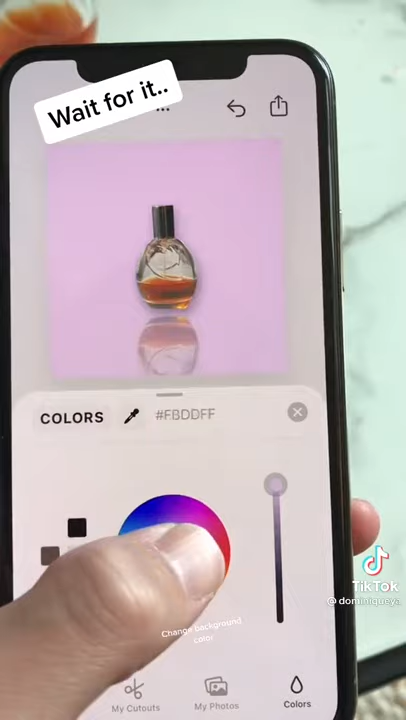 Wait for it..
COLORS
#FBDDFF
Change background
color
My Cutouts
My Photos
Colors
TikTok
@dominiqueya